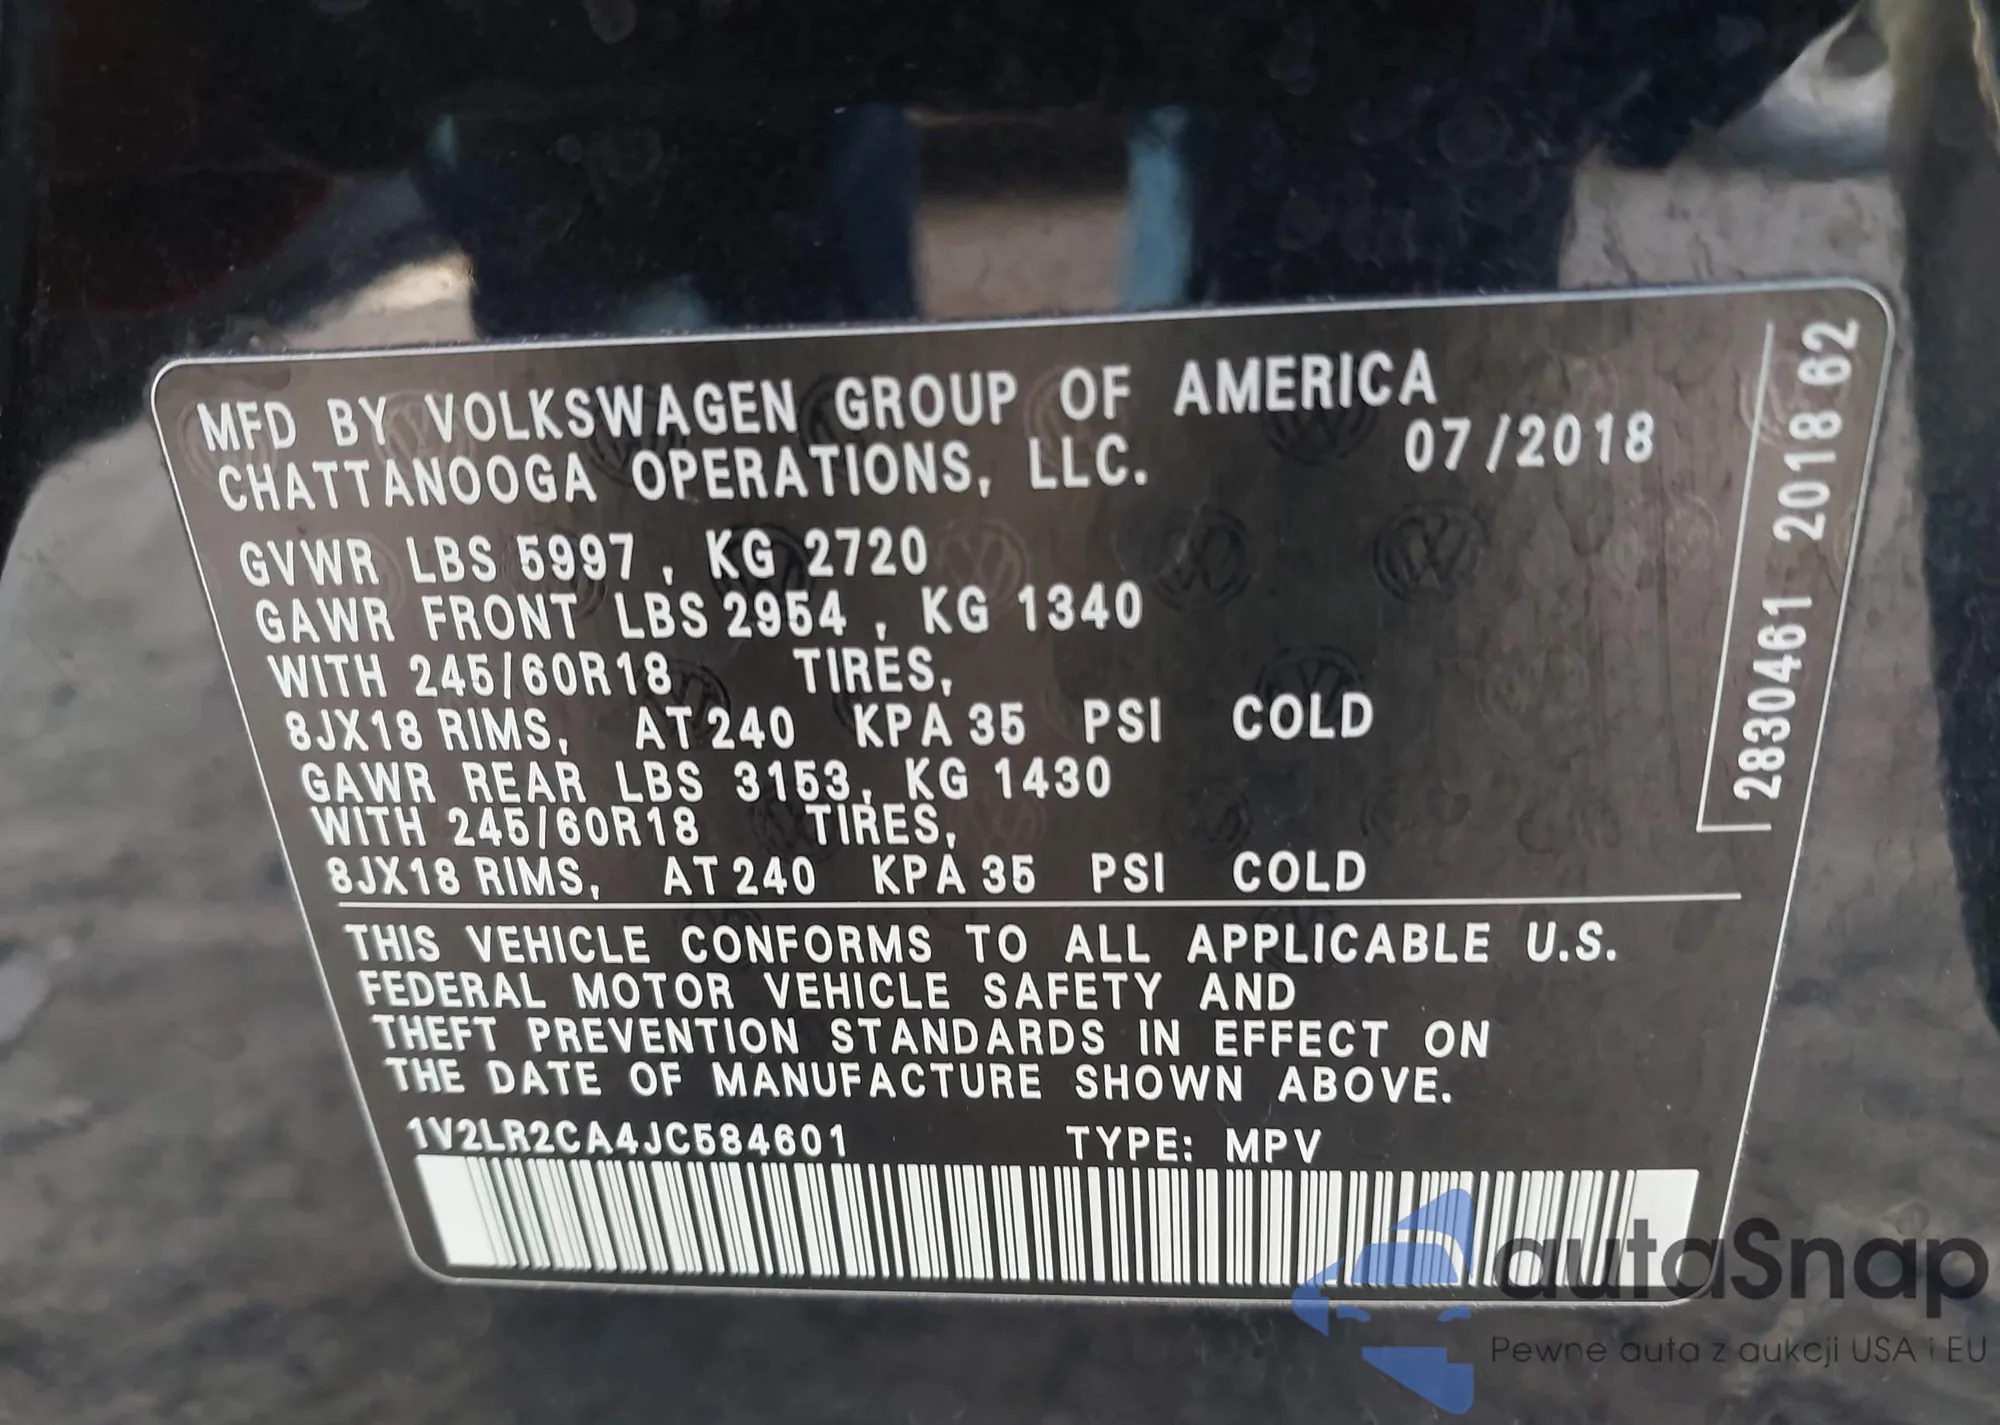 MFD BY VOLKSWAGEN GROUP OF AMERICA
CHATTANOOGA OPERATIONS, LLC. 07/2018
GVWR LBS 5997 , KG 2720
GAWR FRONT LBS 2954 , KG 1340
WITH 245/60R18 TIRES,
8JX18 RIMS, AT 240 KPA 35 PSI COLD
GAWR REAR LBS 3153, KG 1430
WITH 245/60R18 TIRES,
8JX18 RIMS, AT 240 KPA 35 PSI COLD
THIS VEHICLE CONFORMS TO ALL APPLICABLE U.S.
FEDERAL MOTOR VEHICLE SAFETY AND
THEFT PREVENTION STANDARDS IN EFFECT ON
THE DATE OF MANUFACTURE SHOWN ABOVE.
1V2LR2CA4JC584601 TYPE: MPV
2830461 2018 62
autoSnap
Pewne auta z aukcji USA i EU